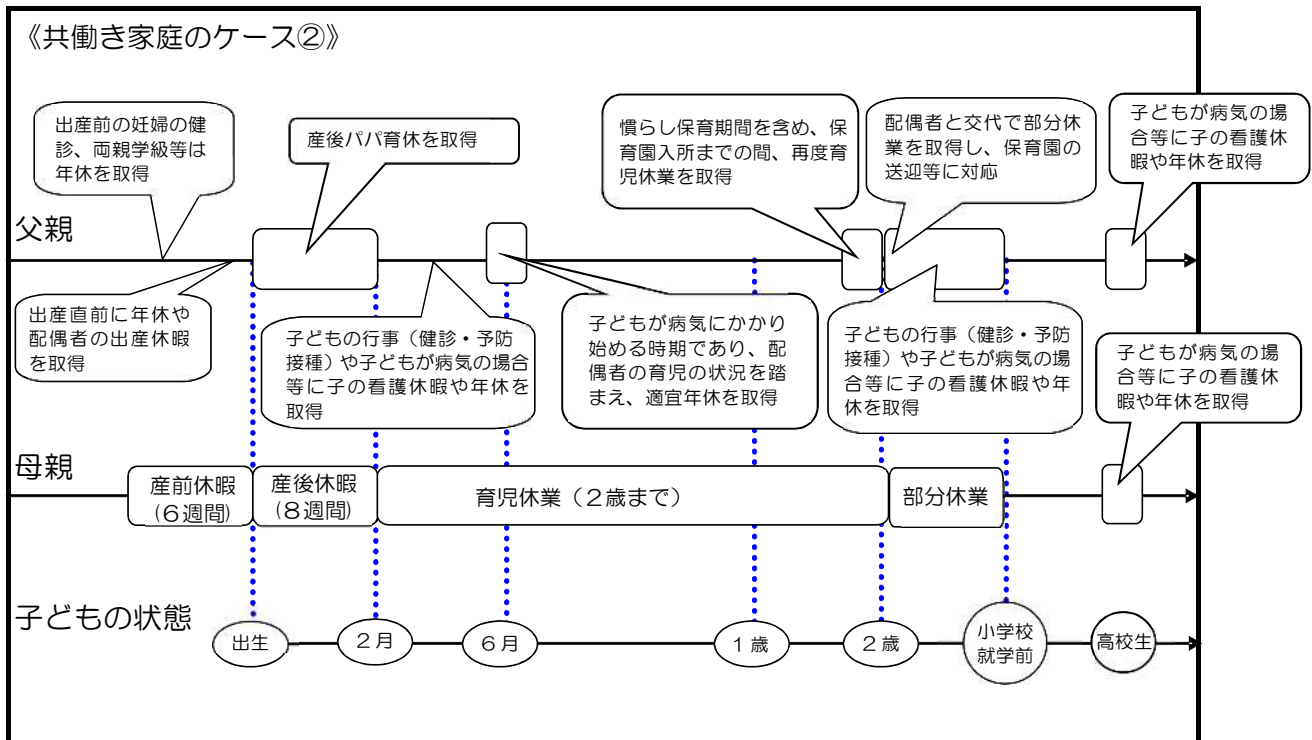 《共働き家庭のケース②》
出産前の妊婦の健
診、両親学級等は
年休を取得
産後パパ育休を取得
慣らし保育期間を含め、保
育園入所までの間、再度育
児休業を取得
配偶者と交代で部分休
業を取得し、保育園の
送迎等に対応
子どもが病気の場
合等に子の看護休
暇や年休を取得
父親
出産直前に年休や
配偶者の出産休暇
を取得
子どもの行事（健診・予防
接種）や子どもが病気の場合
等に子の看護休暇や年休を
取得
子どもが病気にかかり
始める時期であり、配
偶者の育児の状況を踏
まえ、適宜年休を取得
子どもの行事（健診・予防
接種）や子どもが病気の場
合等に子の看護休暇や年
休を取得
子どもが病気の場
合等に子の看護休
暇や年休を取得
母親
産前休暇
(6週間)
産後休暇
(8週間)
育児休業（2歳まで）
部分休業
子どもの状態
出生
2月
6月
1歳
2歳
小学校
就学前
高校生